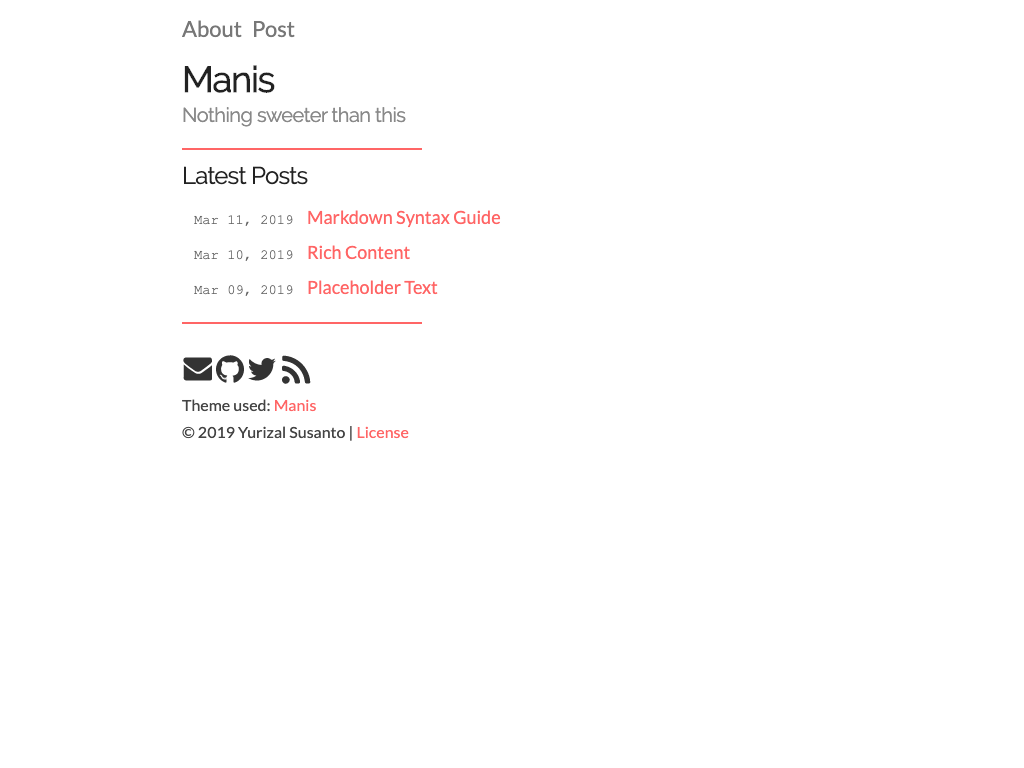 About Post
Manis
Nothing sweeter than this
Latest Posts
Mar 11, 2019 Markdown Syntax Guide
Mar 10, 2019 Rich Content
Mar 09, 2019 Placeholder Text
Theme used: Manis
© 2019 Yurizal Susanto | License